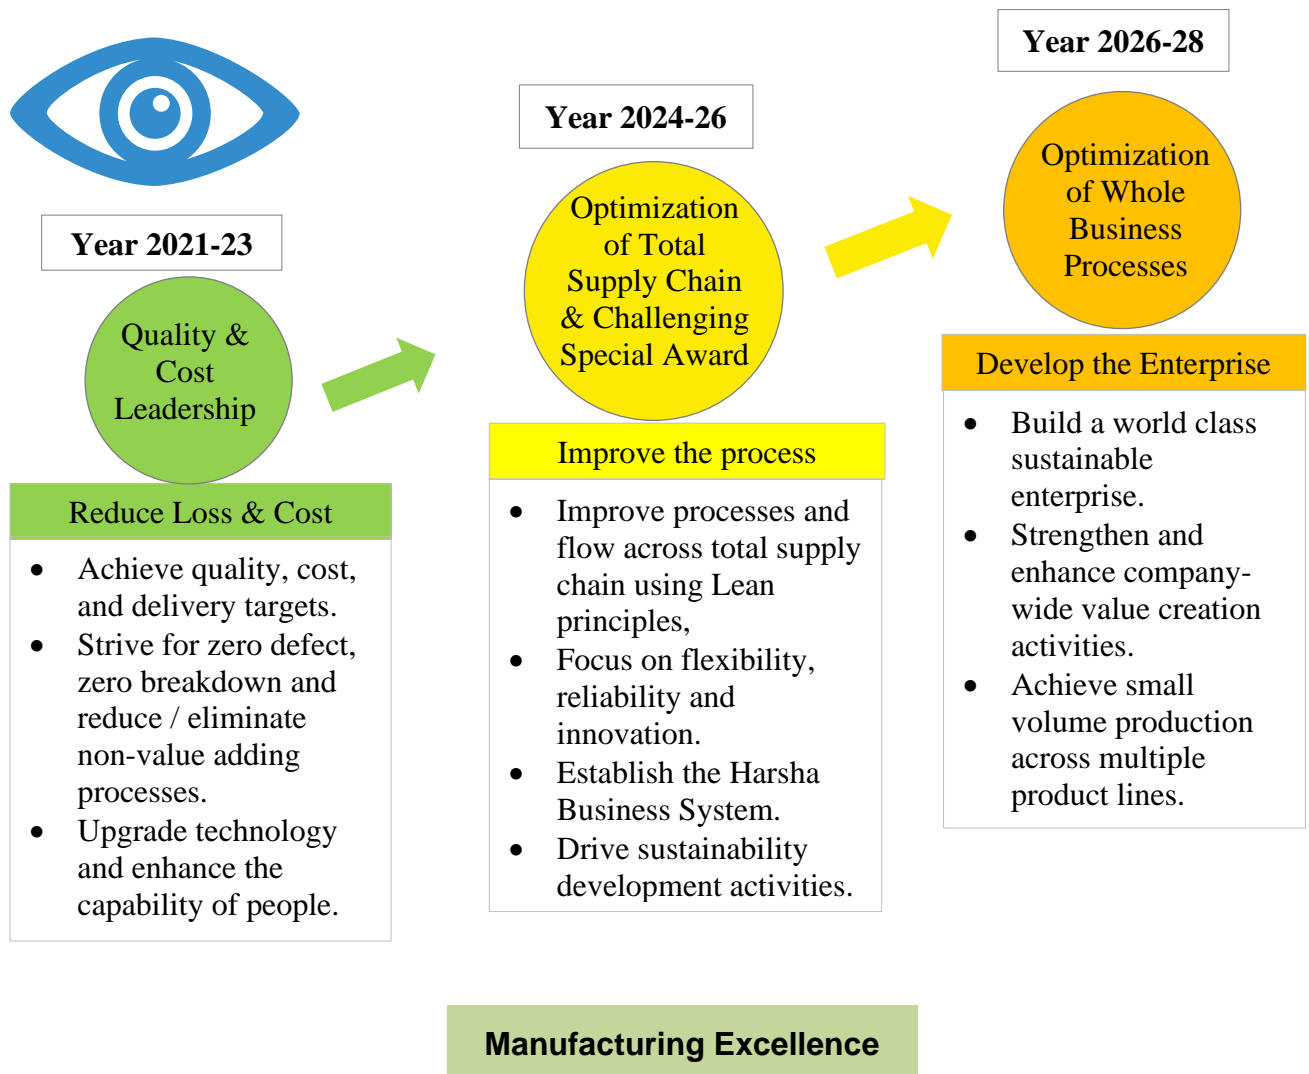 Year 2021-23
Quality &
Cost
Leadership
Reduce Loss & Cost
• Achieve quality, cost,
and delivery targets.
• Strive for zero defect,
zero breakdown and
reduce / eliminate
non-value adding
processes.
• Upgrade technology
and enhance the
capability of people.
Year 2024-26
Optimization
of Total
Supply Chain
& Challenging
Special Award
Improve the process
• Improve processes and
flow across total supply
chain using Lean
principles,
• Focus on flexibility,
reliability and
innovation.
• Establish the Harsha
Business System.
• Drive sustainability
development activities.
Year 2026-28
Optimization
of Whole
Business
Processes
Develop the Enterprise
• Build a world class
sustainable
enterprise.
• Strengthen and
enhance company-
wide value creation
activities.
• Achieve small
volume production
across multiple
product lines.
Manufacturing Excellence